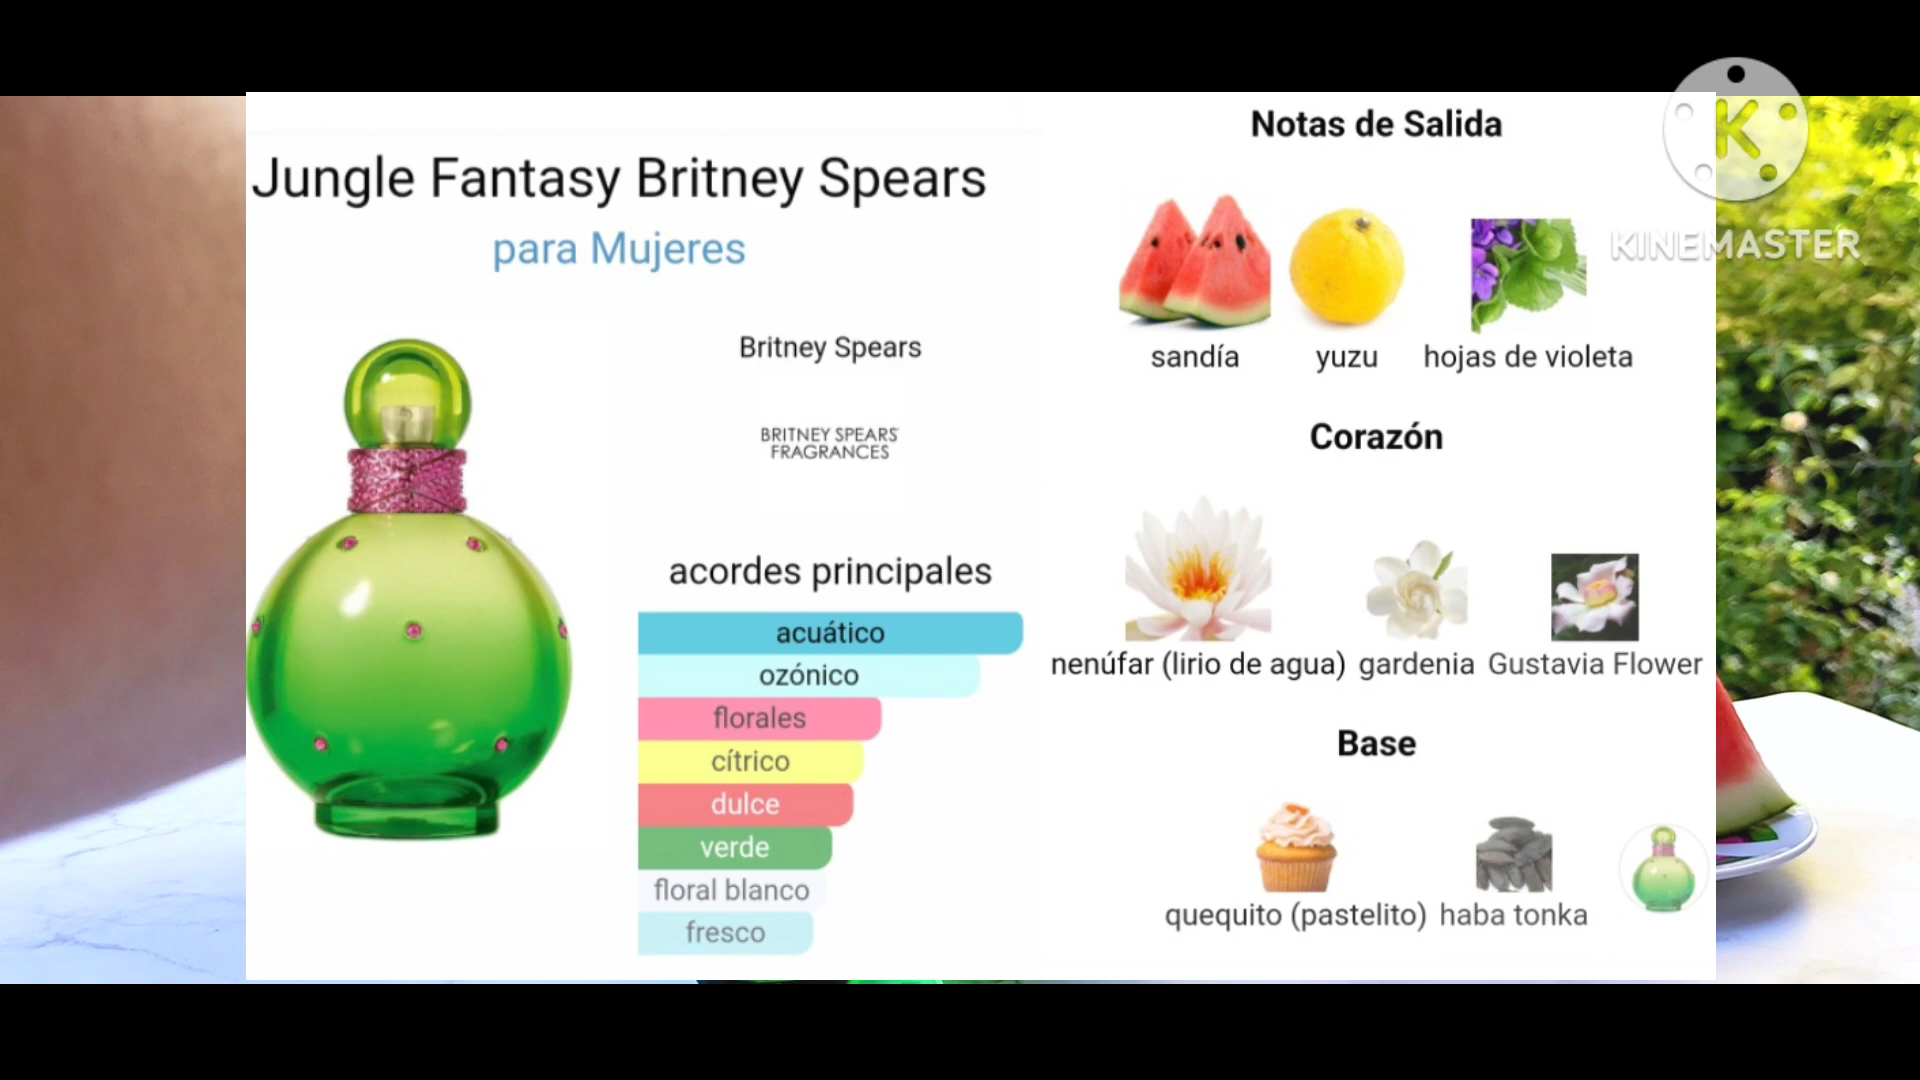 Jungle Fantasy Britney Spears
para Mujeres
Britney Spears
BRITNEY SPEARS
FRAGRANCES
acordes principales
acuático
ozónico
florales
cítrico
dulce
verde
floral blanco
fresco
Notas de Salida
sandía yuzu hojas de violeta
Corazón
nenúfar (lirio de agua) gardenia Gustavia Flower
Base
quequito (pastelito) haba tonka
K
KINEMASTER